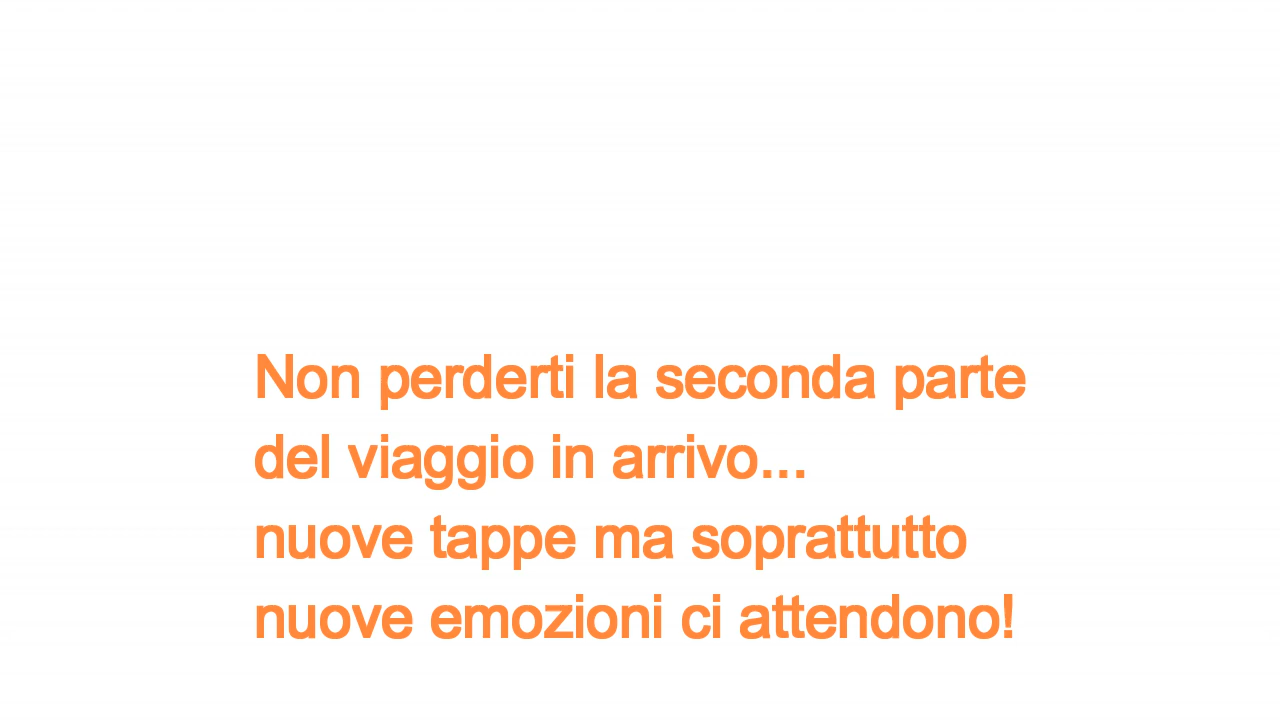 Non perderti la seconda parte
del viaggio in arrivo...
nuove tappe ma soprattutto
nuove emozioni ci attendono!